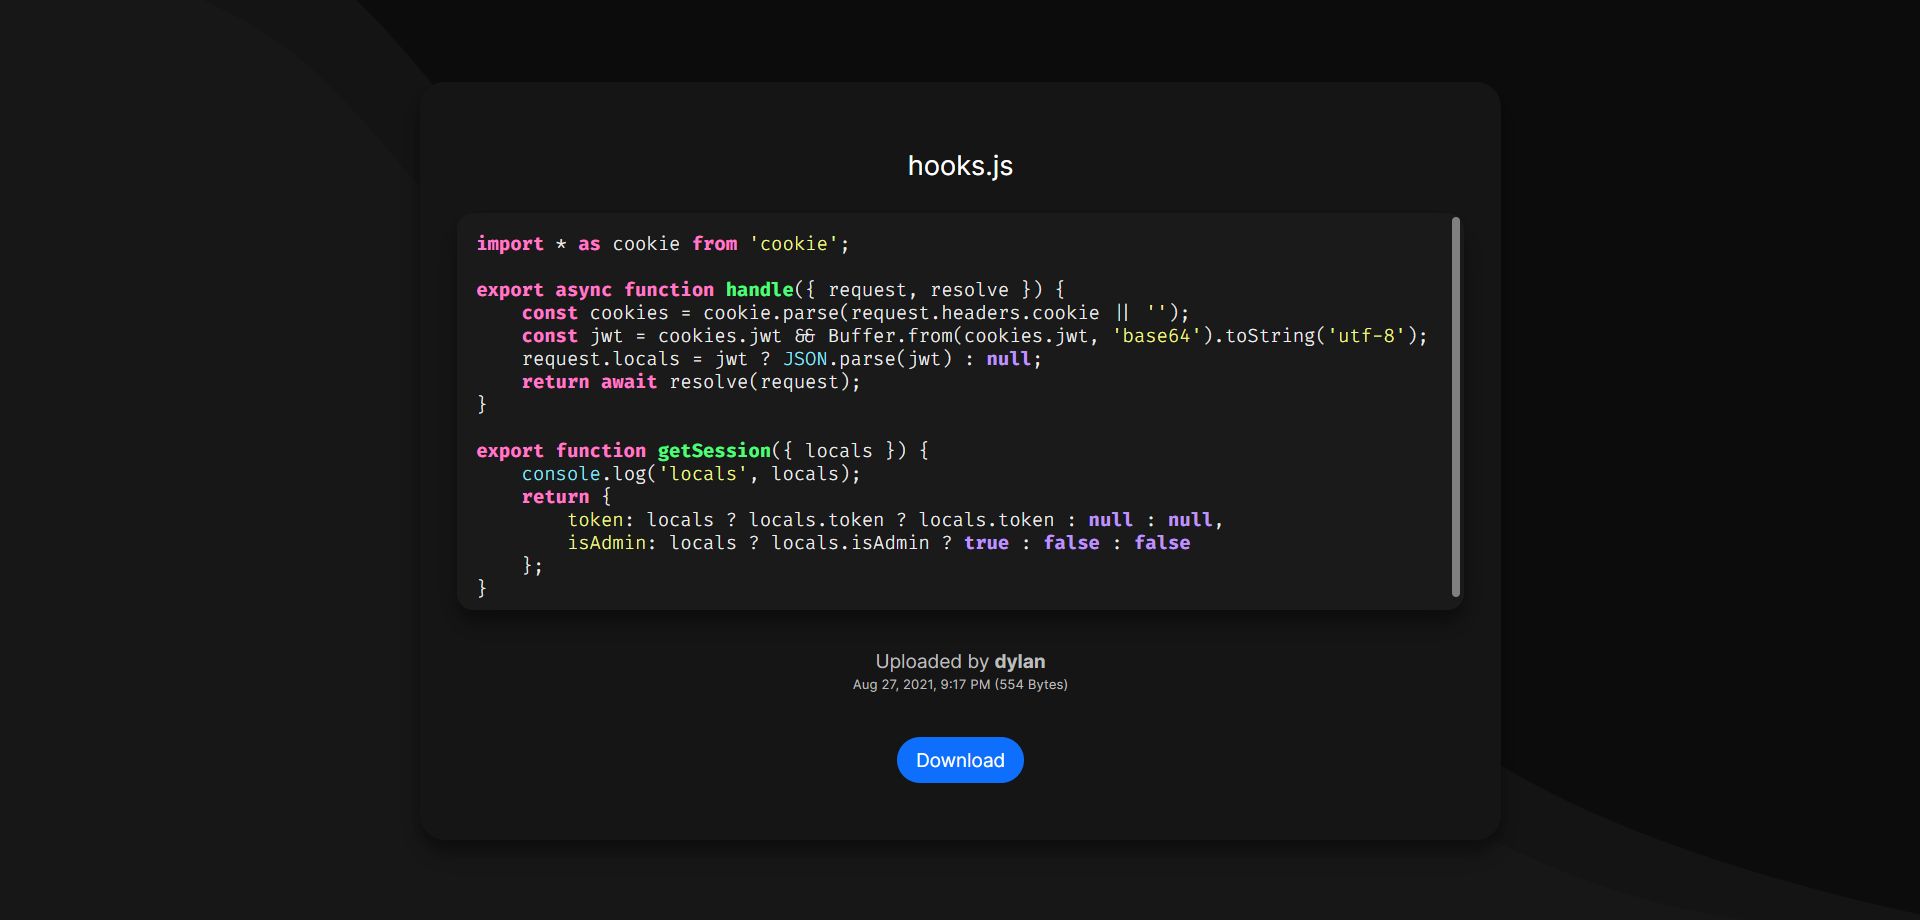 hooks.js
import * as cookie from 'cookie';
export async function handle({ request, resolve }) {
    const cookies = cookie.parse(request.headers.cookie || '');
    const jwt = cookies.jwt && Buffer.from(cookies.jwt, 'base64').toString('utf-8');
    request.locals = jwt ? JSON.parse(jwt) : null;
    return await resolve(request);
}
export function getSession({ locals }) {
    console.log('locals', locals);
    return {
        token: locals ? locals.token ? locals.token : null : null,
        isAdmin: locals ? locals.isAdmin ? true : false : false
    };
}
Uploaded by dylan
Aug 27, 2021, 9:17 PM (554 Bytes)
Download